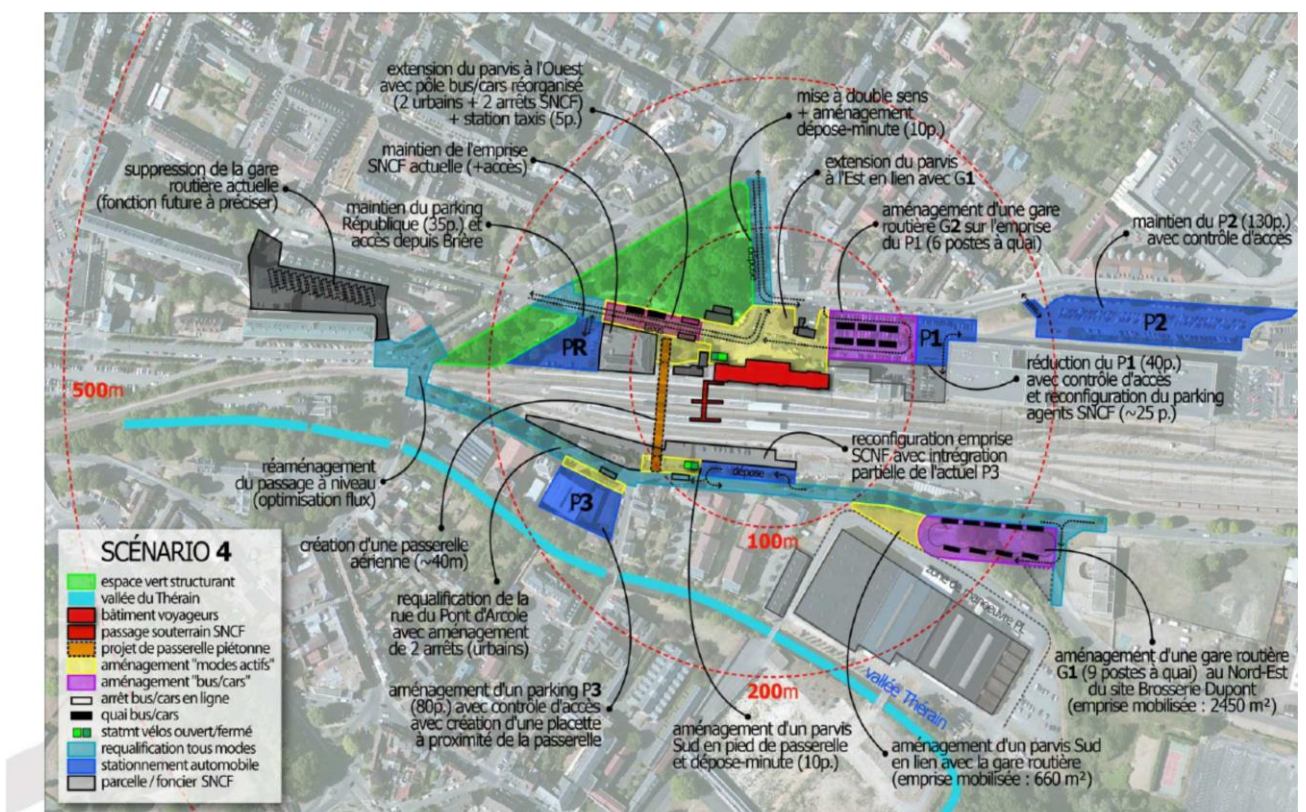 extension du parvis à l'Ouest
avec pôle bus/cars réorganisé
(2 urbains + 2 arrêts SNCF)
+ station taxis (5p.)
mise à double sens
+ aménagement
dépose-minute (10p.)
maintien de l'emprise
SNCF actuelle (+accès)
extension du parvis
à l'Est en lien avec G1
suppression de la gare
routière actuelle
(fonction future à préciser)
maintien du parking
République (35p.) et
accès depuis Brière
aménagement d'une gare
routière G2 sur l'emprise
du P1 (6 postes à quai)
maintien du P2 (130p.)
avec contrôle d'accès
dépose
PR
P1
P2
500m
réduction du P1 (40p.)
avec contrôle d'accès
et reconfiguration du parking
agents SNCF (~25 p.)
reconfiguration emprise
SCNF avec intrégration
partielle de l'actuel P3
dépose
réaménagement
du passage à niveau
(optimisation flux)
P3
100m
création d'une passerelle
aérienne (~40m)
zone de manoeuvre PL
requalification de la
rue du Pont d'Arcole
avec aménagement
de 2 arrêts (urbains)
aménagement d'une gare routière
G1 (9 postes à quai) au Nord-Est
du site Brosserie Dupont
(emprise mobilisée : 2450 m²)
200m
vallée Thérain
aménagement d'un parking P3
(80p.) avec contrôle d'accès
avec création d'une placette
à proximité de la passerelle
aménagement d'un parvis
Sud en pied de passerelle
et dépose-minute (10p.)
aménagement d'un parvis Sud
en lien avec la gare routière
(emprise mobilisée : 660 m²)
SCÉNARIO 4
espace vert structurant
vallée du Thérain
bâtiment voyageurs
passage souterrain SNCF
projet de passerelle piétonne
aménagement "modes actifs"
aménagement "bus/cars"
arrêt bus/cars en ligne
quai bus/cars
statmt vélos ouvert/fermé
requalification tous modes
stationnement automobile
parcelle / foncier SNCF